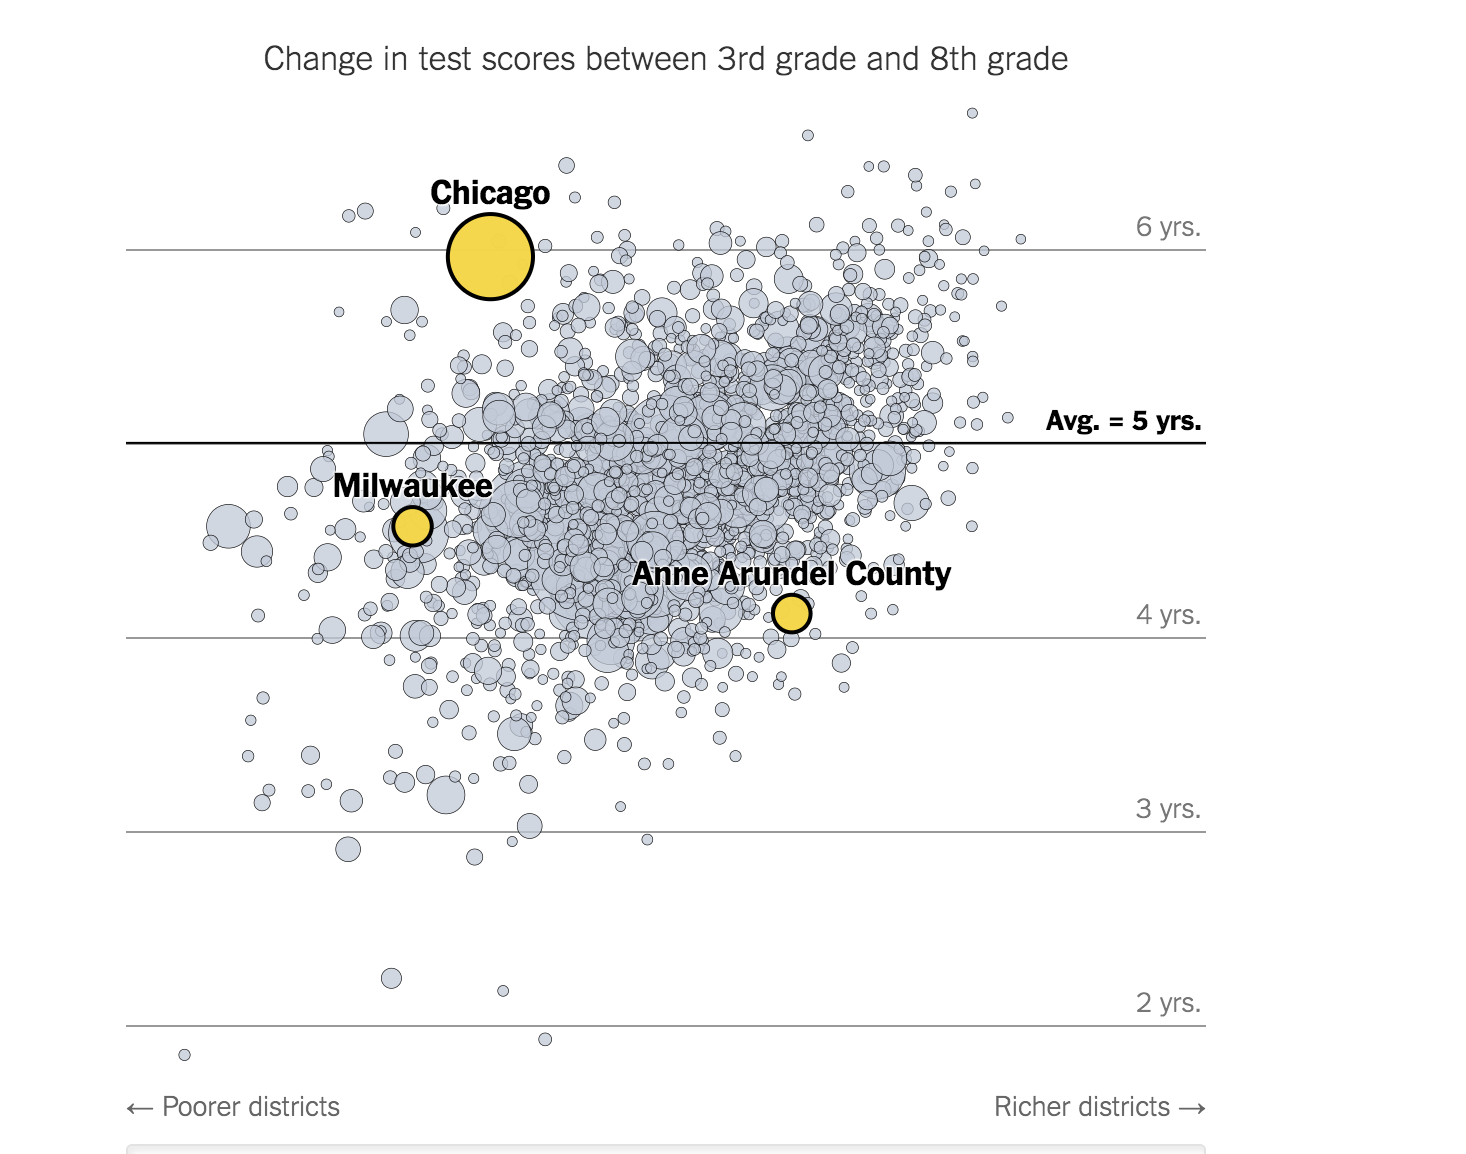 Change in test scores between 3rd grade and 8th grade
Chicago
6 yrs.
Avg. = 5 yrs.
Milwaukee
Anne Arundel County
4 yrs.
3 yrs.
2 yrs.
← Poorer districts
Richer districts →